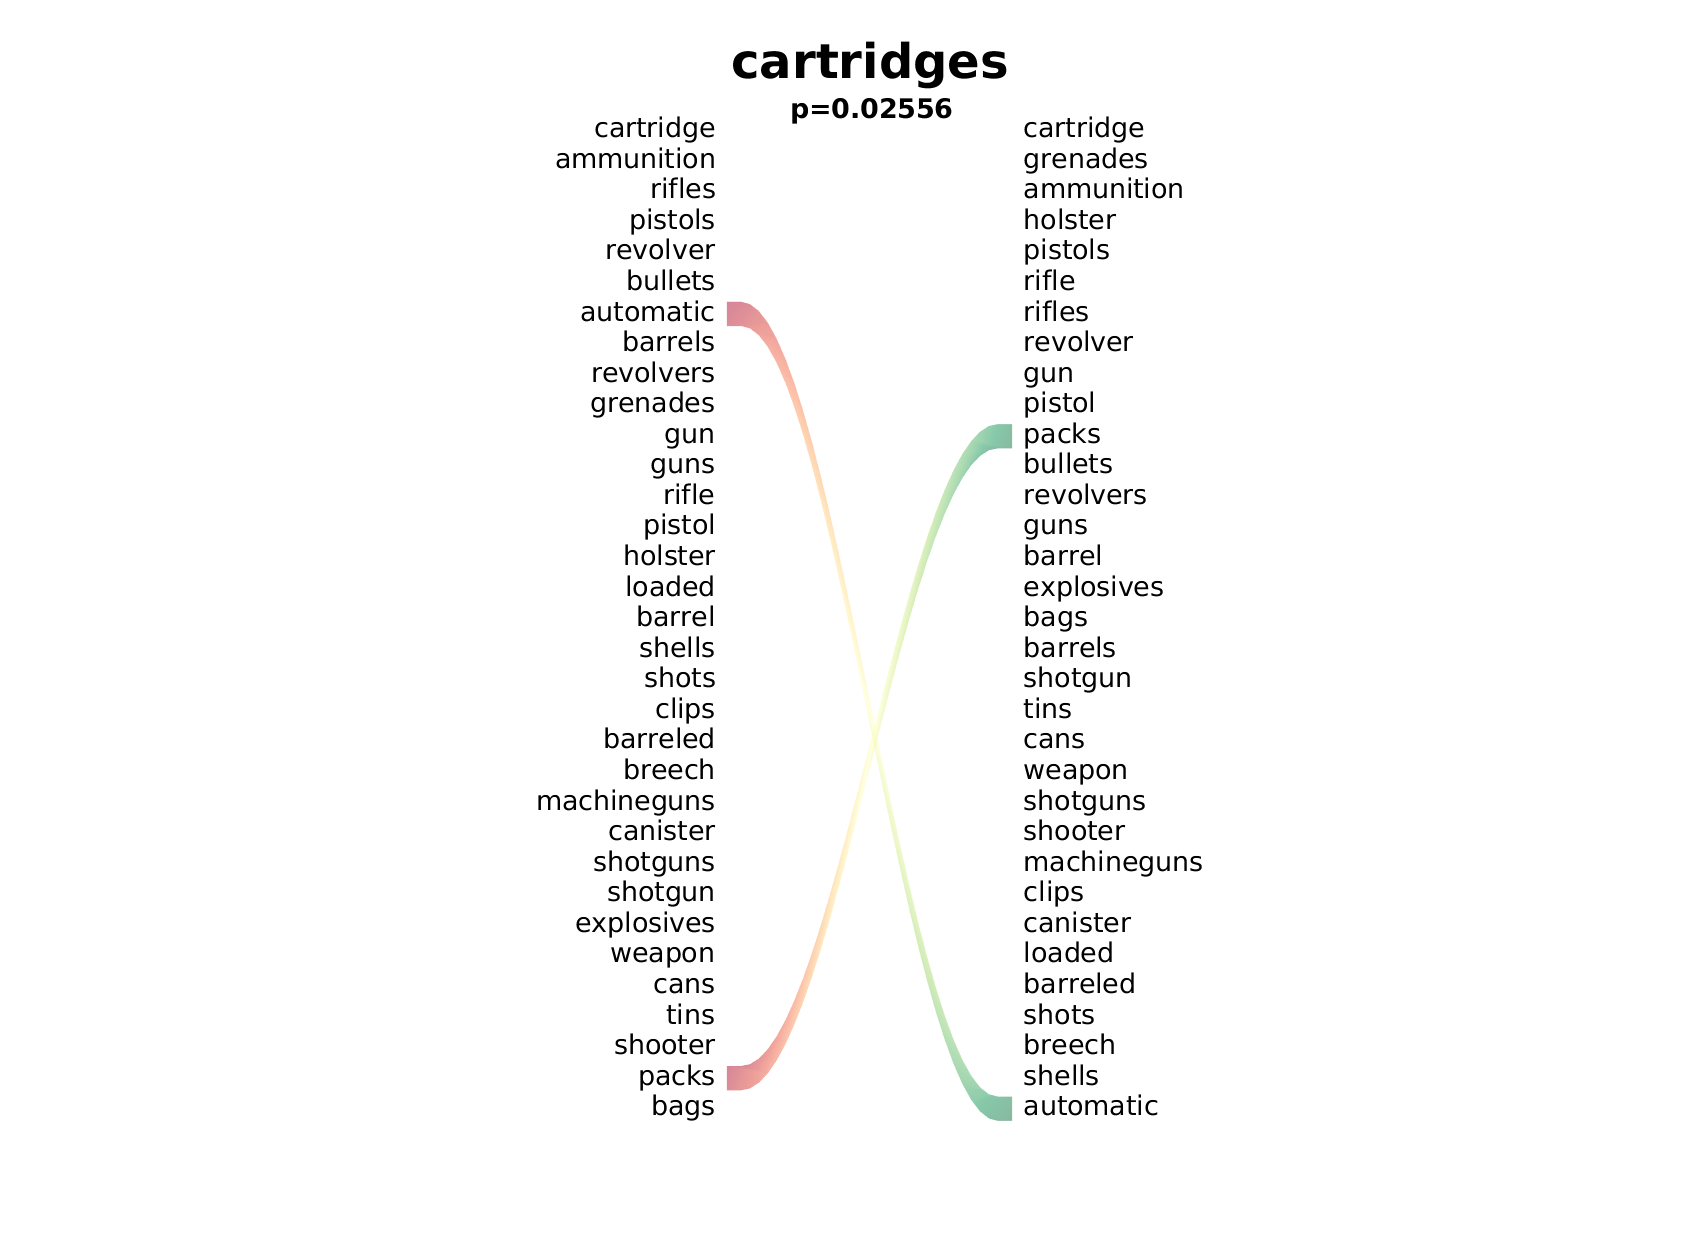 cartridges
p=0.02556
cartridge
ammunition
rifles
pistols
revolver
bullets
automatic
barrels
revolvers
grenades
gun
guns
rifle
pistol
holster
loaded
barrel
shells
shots
clips
barreled
breech
machineguns
canister
shotguns
shotgun
explosives
weapon
cans
tins
shooter
packs
bags
cartridge
grenades
ammunition
holster
pistols
rifle
rifles
revolver
gun
pistol
packs
bullets
revolvers
guns
barrel
explosives
bags
barrels
shotgun
tins
cans
weapon
shotguns
shooter
machineguns
clips
canister
loaded
barreled
shots
breech
shells
automatic